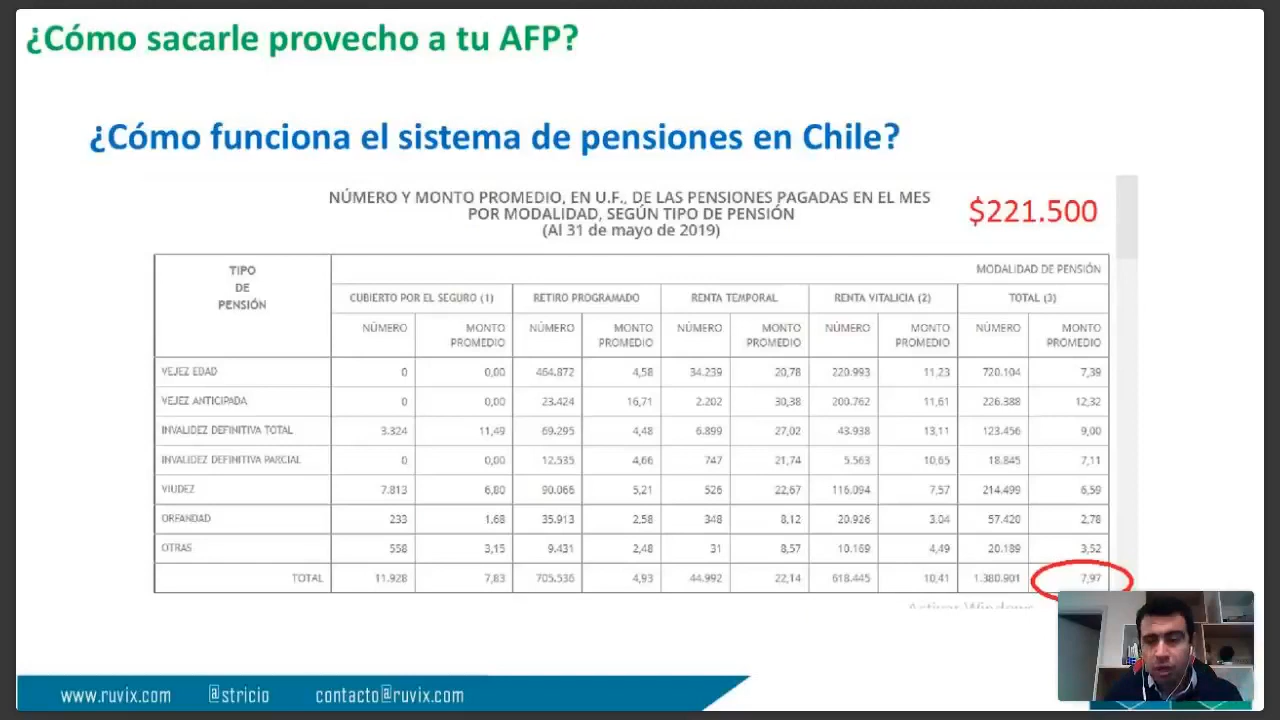 ¿Cómo sacarle provecho a tu AFP?
¿Cómo funciona el sistema de pensiones en Chile?
NÚMERO Y MONTO PROMEDIO, EN U.F., DE LAS PENSIONES PAGADAS EN EL MES
POR MODALIDAD, SEGÚN TIPO DE PENSIÓN
(Al 31 de mayo de 2019)
$221.500
TIPO DE PENSIÓN
MODALIDAD DE PENSIÓN
CUBIERTO POR EL SEGURO (1) RETIRO PROGRAMADO RENTA TEMPORAL RENTA VITALICIA (2) TOTAL (3)
NÚMERO MONTO PROMEDIO NÚMERO MONTO PROMEDIO NÚMERO MONTO PROMEDIO NÚMERO MONTO PROMEDIO NÚMERO MONTO PROMEDIO
VEJEZ EDAD 0 0,00 464.872 4,58 34.239 20,78 220.993 11,23 720.104 7,39
VEJEZ ANTICIPADA 0 0,00 23.424 16,71 2.202 30,38 200.762 11,61 226.388 12,32
INVALIDEZ DEFINITIVA TOTAL 3.324 11,49 69.295 4,48 6.899 27,02 43.938 13,11 123.456 9,00
INVALIDEZ DEFINITIVA PARCIAL 0 0,00 12.535 4,66 747 21,74 5.563 10,65 18.845 7,11
VIUDEZ 7.813 6,80 90.066 5,21 526 22,67 116.094 7,57 214.499 6,59
ORFANDAD 233 1,68 35.913 2,58 348 8,12 20.926 3,04 57.420 2,78
OTRAS 558 3,15 9.431 2,48 31 8,57 10.169 4,49 20.189 3,52
TOTAL 11.928 7,83 705.536 4,93 44.992 22,14 618.445 10,41 1.380.901 7,97
Activar Windows
www.ruvix.com @stricio contacto@ruvix.com